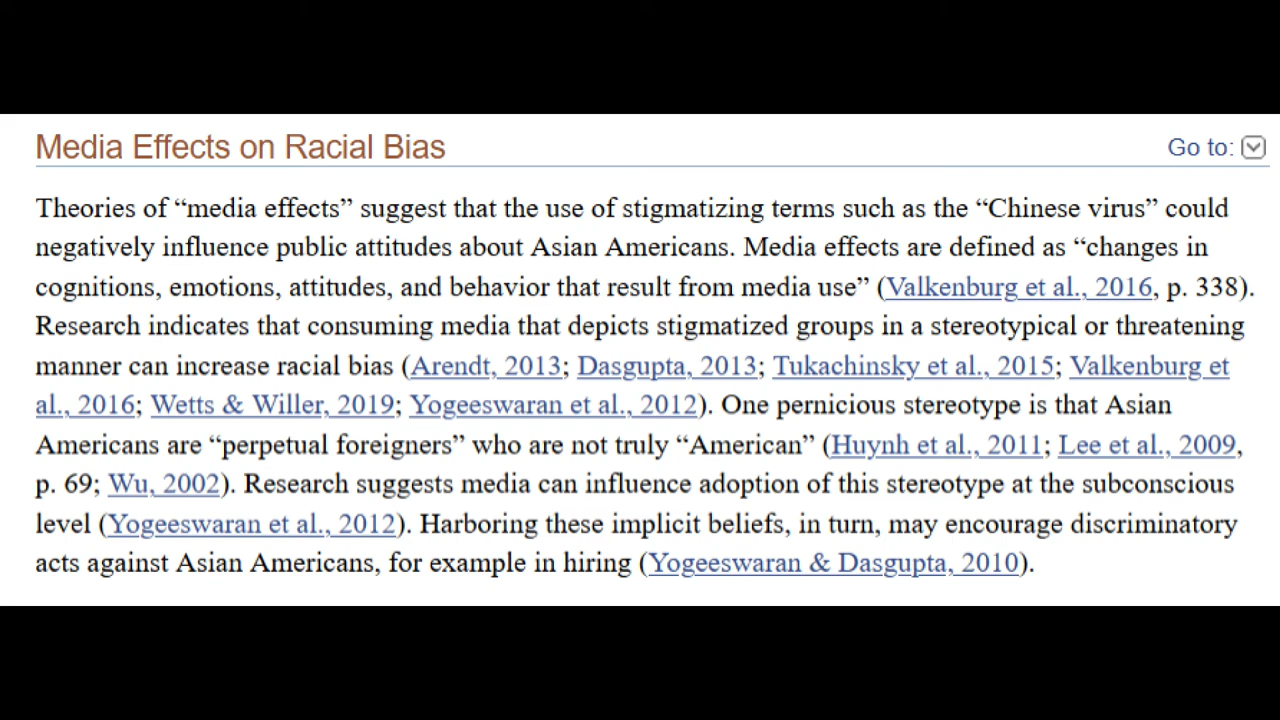 Media Effects on Racial Bias
Go to:
Theories of “media effects” suggest that the use of stigmatizing terms such as the “Chinese virus” could
negatively influence public attitudes about Asian Americans. Media effects are defined as “changes in
cognitions, emotions, attitudes, and behavior that result from media use” (Valkenburg et al., 2016, p. 338).
Research indicates that consuming media that depicts stigmatized groups in a stereotypical or threatening
manner can increase racial bias (Arendt, 2013; Dasgupta, 2013; Tukachinsky et al., 2015; Valkenburg et
al., 2016; Wetts & Willer, 2019; Yogeeswaran et al., 2012). One pernicious stereotype is that Asian
Americans are “perpetual foreigners” who are not truly “American” (Huynh et al., 2011; Lee et al., 2009,
p. 69; Wu, 2002). Research suggests media can influence adoption of this stereotype at the subconscious
level (Yogeeswaran et al., 2012). Harboring these implicit beliefs, in turn, may encourage discriminatory
acts against Asian Americans, for example in hiring (Yogeeswaran & Dasgupta, 2010).